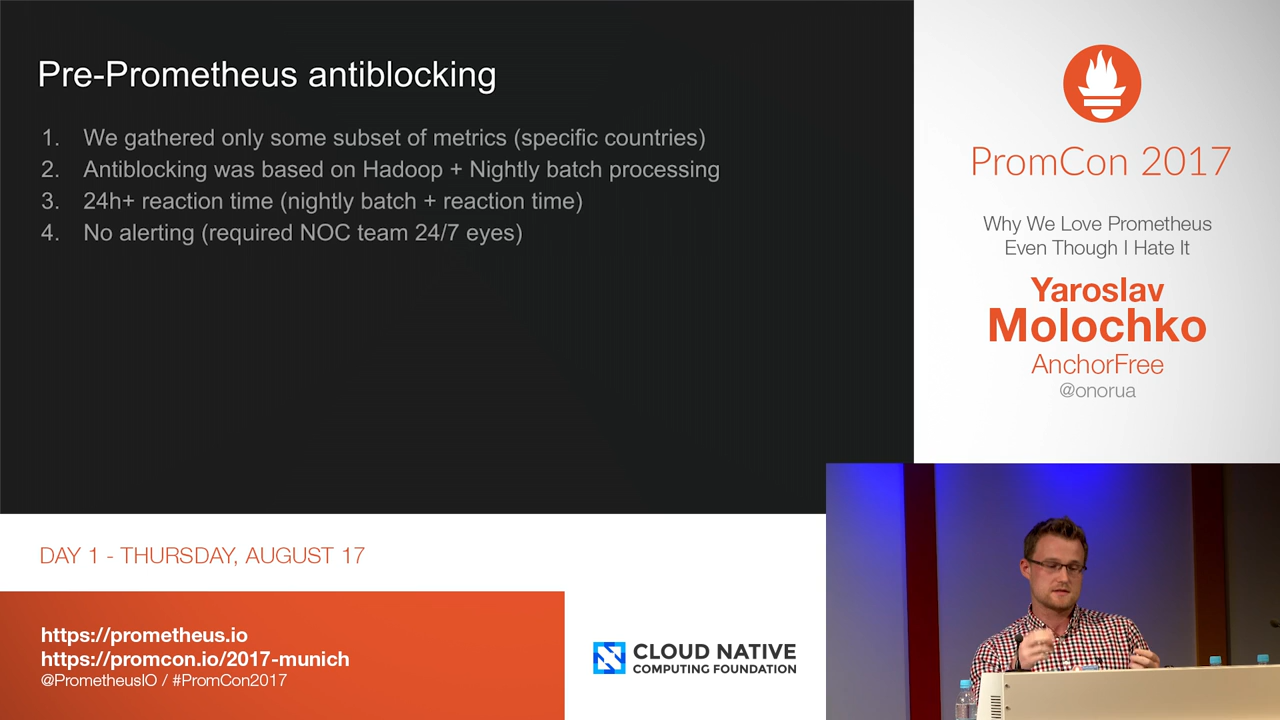 Pre-Prometheus antiblocking
1. We gathered only some subset of metrics (specific countries)
2. Antiblocking was based on Hadoop + Nightly batch processing
3. 24h+ reaction time (nightly batch + reaction time)
4. No alerting (required NOC team 24/7 eyes)
PromCon 2017
Why We Love Prometheus
Even Though I Hate It
Yaroslav
Molochko
AnchorFree
@onorua
DAY 1 - THURSDAY, AUGUST 17
https://prometheus.io
https://promcon.io/2017-munich
@PrometheusIO / #PromCon2017
CLOUD NATIVE
COMPUTING FOUNDATION